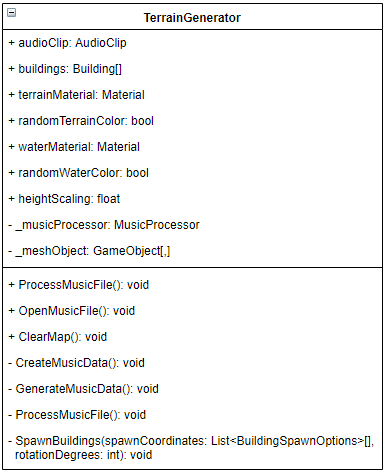 TerrainGenerator
+ audioClip: AudioClip
+ buildings: Building[]
+ terrainMaterial: Material
+ randomTerrainColor: bool
+ waterMaterial: Material
+ randomWaterColor: bool
+ heightScaling: float
- _musicProcessor: MusicProcessor
- _meshObject: GameObject[,]
+ ProcessMusicFile(): void
+ OpenMusicFile(): void
+ ClearMap(): void
- CreateMusicData(): void
- GenerateMusicData(): void
- ProcessMusicFile(): void
- SpawnBuildings(spawnCoordinates: List<BuildingSpawnOptions>[],
rotationDegrees: int): void